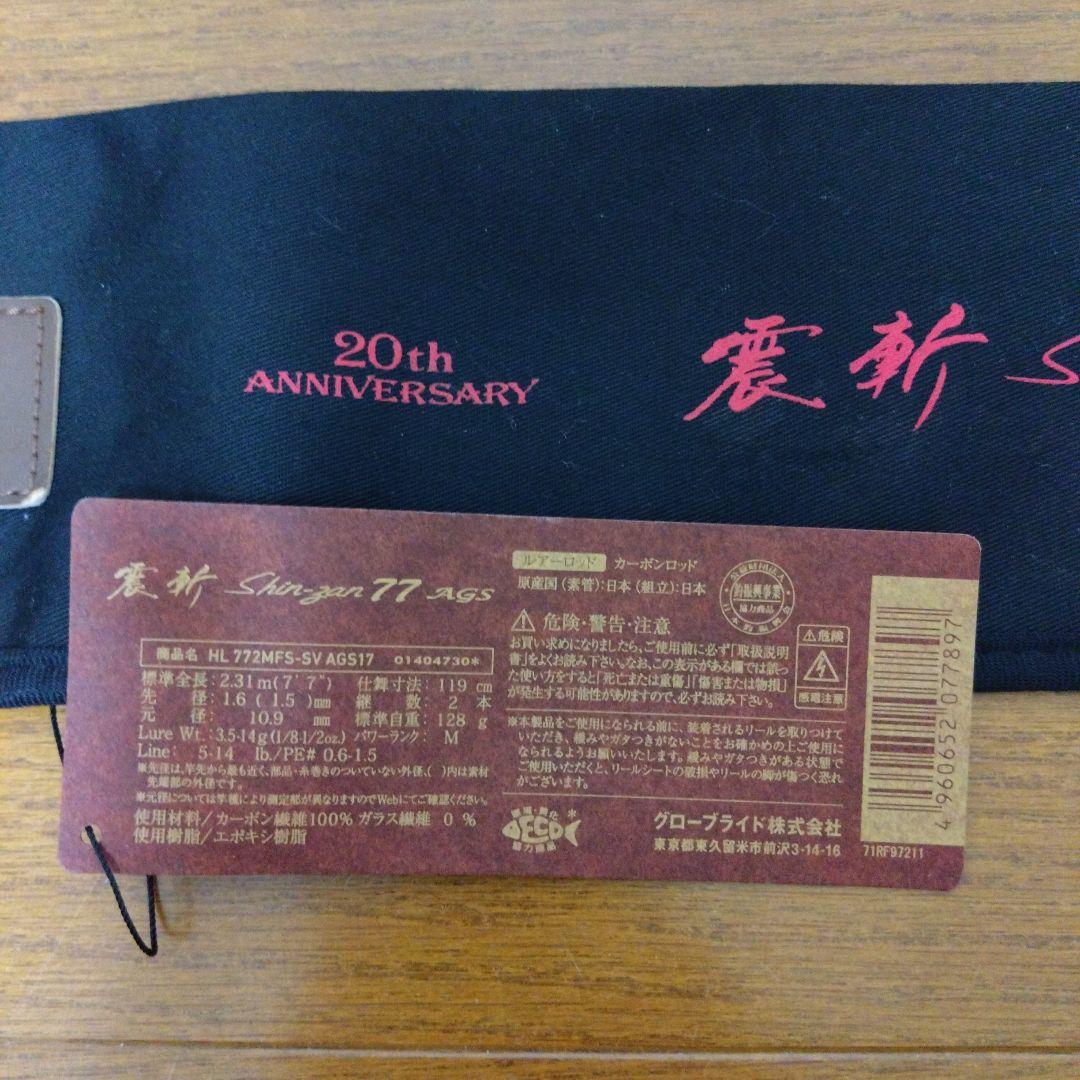 20th
ANNIVERSARY
震斬 S
震斬 Shin-zan 77 AGS
商品名 HL 772MFS-SV AGS17 01404730*
標準全長: 2.31m(7'7") 仕舞寸法: 119 cm
先 径: 1.6 ( 1.5 ) mm 継 数: 2 本
元 径: 10.9 mm 標準自重: 128 g
Lure Wt.:3.5-14g(1/8-1/2oz.) パワーランク: M
Line: 5-14 lb./PE# 0.6-1.5
※先径は、竿先から最も近く、部品・糸巻きのついていない外径、( )内は素材
先端部の外径です。
※元径については竿種により測定部が異なりますのでWebにてご確認ください。
使用材料/カーボン繊維100% ガラス繊維 0 %
使用樹脂/エポキシ樹脂
ルアーロッド カーボンロッド
原産国 (素管):日本 (組立):日本
釣振興事業
協力商品
危険・警告・注意
お買い求めになりましたら、ご使用前に必ず「取扱説明
書」をよくお読み下さい。なお、この表示がある欄では誤っ
た使い方をすると「死亡または重傷」「傷害または物損」
が発生する可能性がありますので、必ずお読み下さい。
※本製品をご使用になられる前に、装着されるリールを取りつけて
いただき、緩みやガタつきがないことをお確かめの上ご使用に
なられるようお願いいたします。緩みやガタつきがある状態で
ご使用いただくと、リールシートの破損やリールの脚が傷つく恐れ
がございます。
ECO
協力商品
グローブライド株式会社
東京都東久留米市前沢3-14-16
危険
感電注意
4 960652 077897
71RF97211